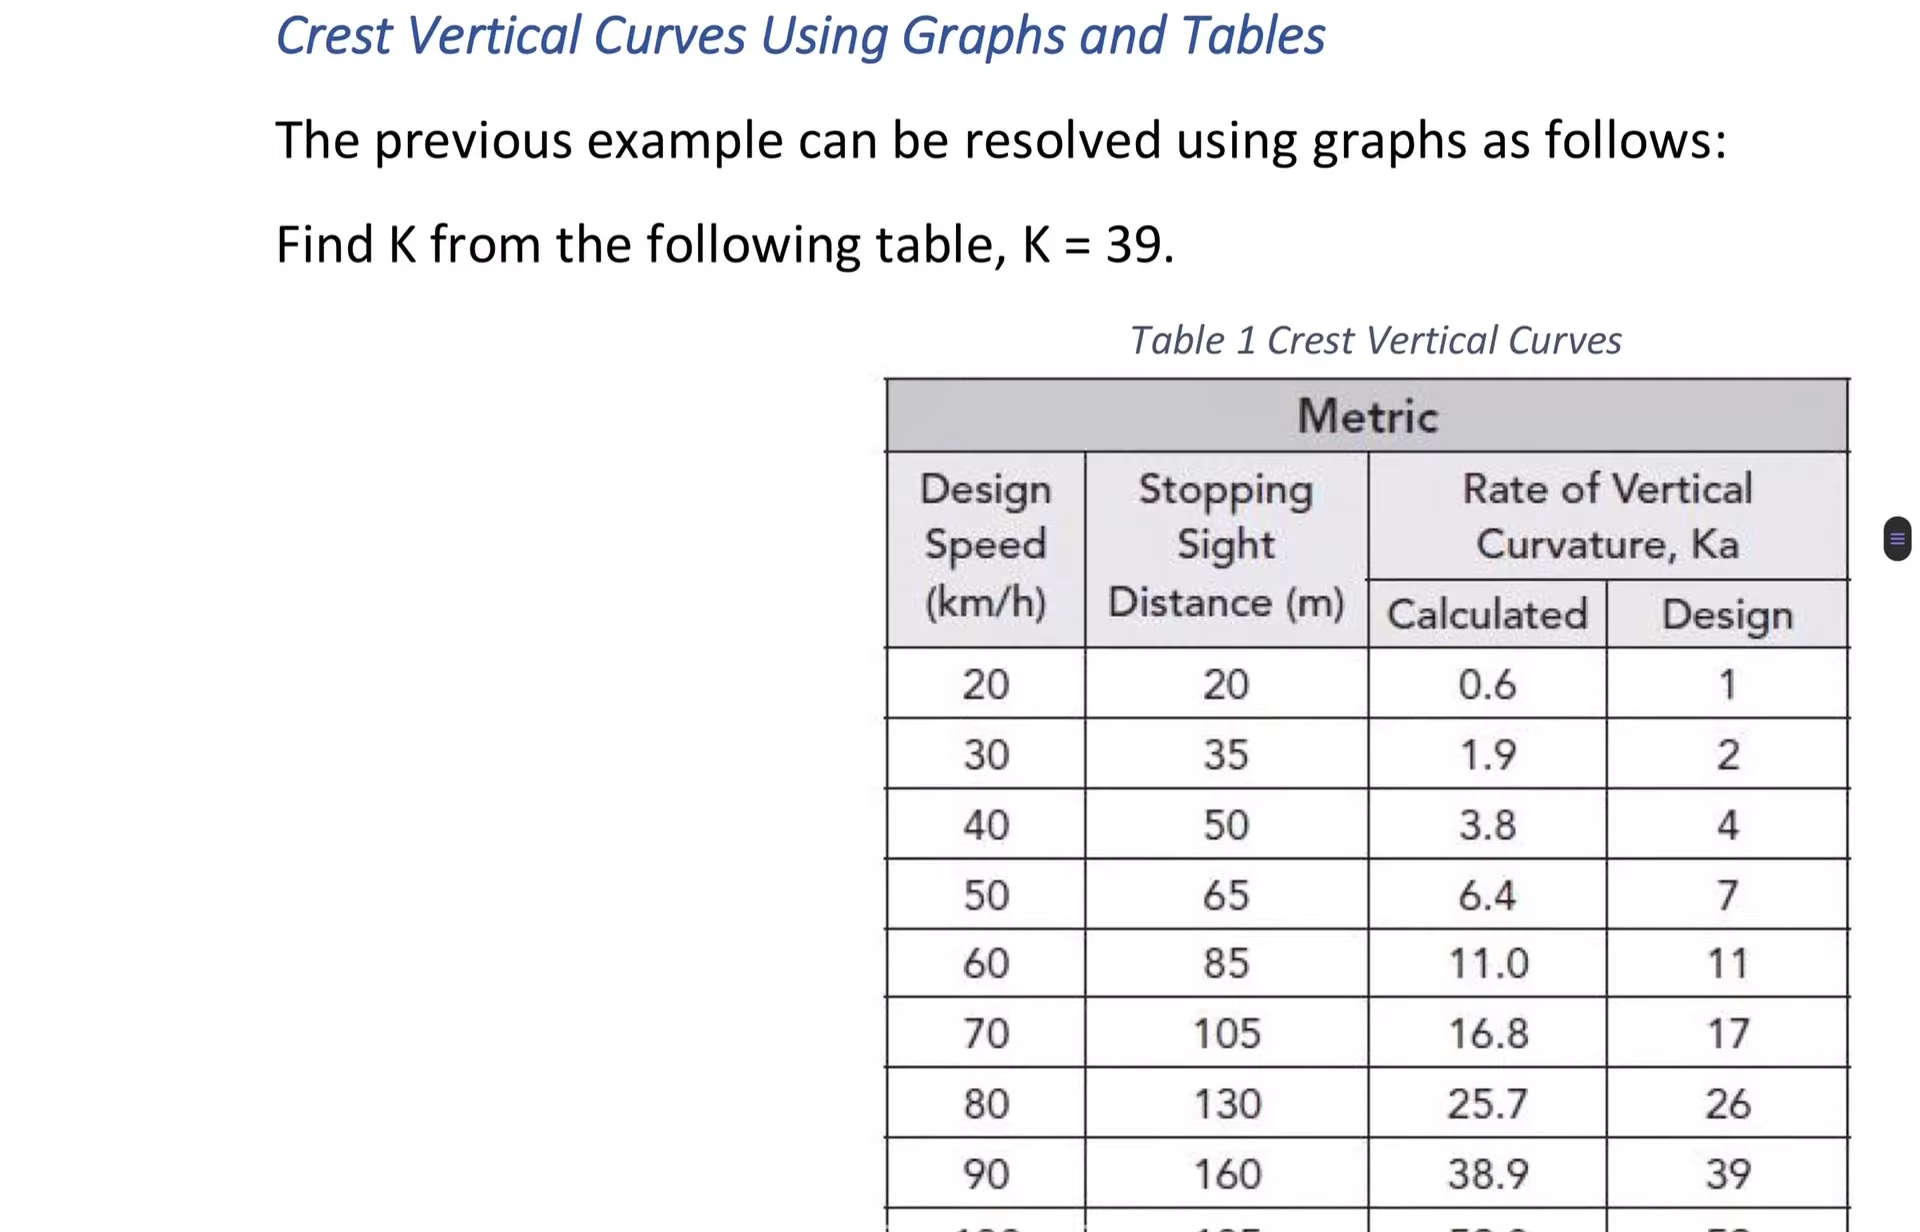 Crest Vertical Curves Using Graphs and Tables
The previous example can be resolved using graphs as follows:
Find K from the following table, K = 39.
Table 1 Crest Vertical Curves
Metric
Design Speed (km/h) Stopping Sight Distance (m) Rate of Vertical Curvature, Ka
Calculated Design
20 20 0.6 1
30 35 1.9 2
40 50 3.8 4
50 65 6.4 7
60 85 11.0 11
70 105 16.8 17
80 130 25.7 26
90 160 38.9 39